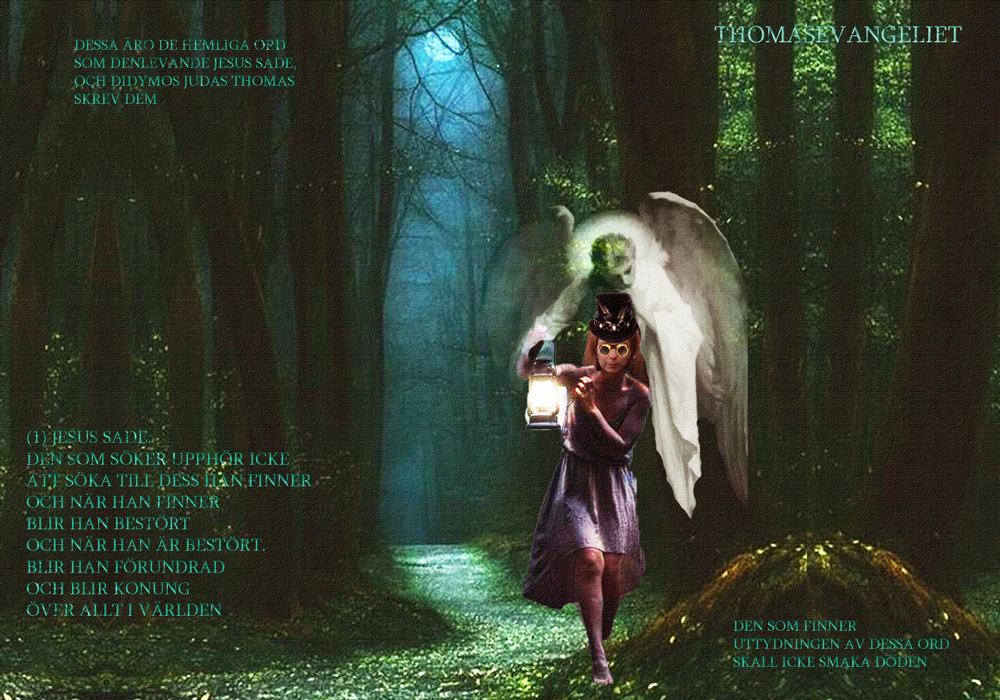 DESSA ÄRO DE HEMLIGA ORD
SOM DENLEVANDE JESUS SADE,
OCH DIDYMOS JUDAS THOMAS
SKREV DEM
THOMASEVANGELIET
(1) JESUS SADE.
DEN SOM SÖKER UPPHÖR ICKE
ATT SÖKA TILL DESS HAN FINNER
OCH NÄR HAN FINNER
BLIR HAN BESTÖRT
OCH NÄR HAN ÄR BESTÖRT.
BLIR HAN FÖRUNDRAD
OCH BLIR KONUNG
ÖVER ALLT I VÄRLDEN
DEN SOM FINNER
UTTYDNINGEN AV DESSA ORD
SKALL ICKE SMAKA DÖDEN